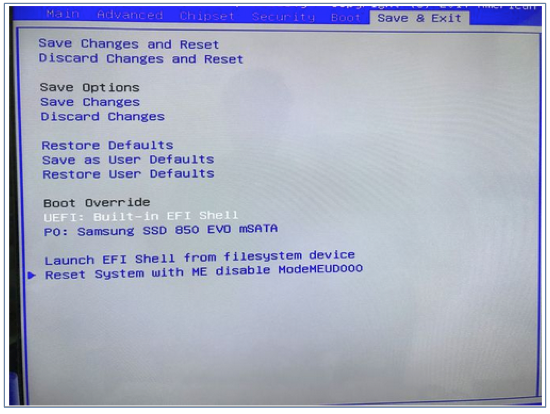 Main Advanced Chipset Security Boot Save & Exit
Save Changes and Reset
Discard Changes and Reset
Save Options
Save Changes
Discard Changes
Restore Defaults
Save as User Defaults
Restore User Defaults
Boot Override
UEFI: Built-in EFI Shell
P0: Samsung SSD 850 EVO mSATA
Launch EFI Shell from filesystem device
Reset System with ME disable ModeMEUD000